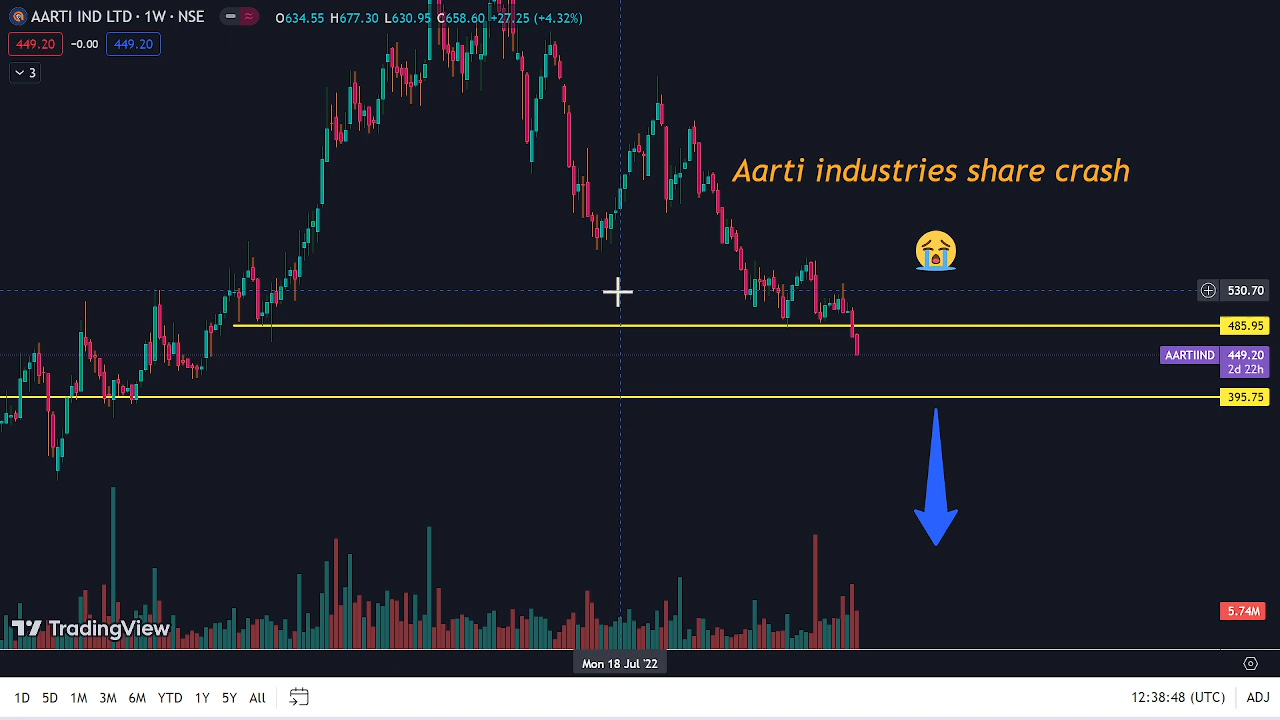 AARTI IND LTD · 1W · NSE
O634.55 H677.30 L630.95 C658.60 +27.25 (+4.32%)
449.20 -0.00 449.20
3
Aarti industries share crash
530.70
485.95
AARTIIND 449.20
2d 22h
395.75
5.74M
TradingView
Mon 18 Jul '22
1D 5D 1M 3M 6M YTD 1Y 5Y All
12:38:48 (UTC) ADJ